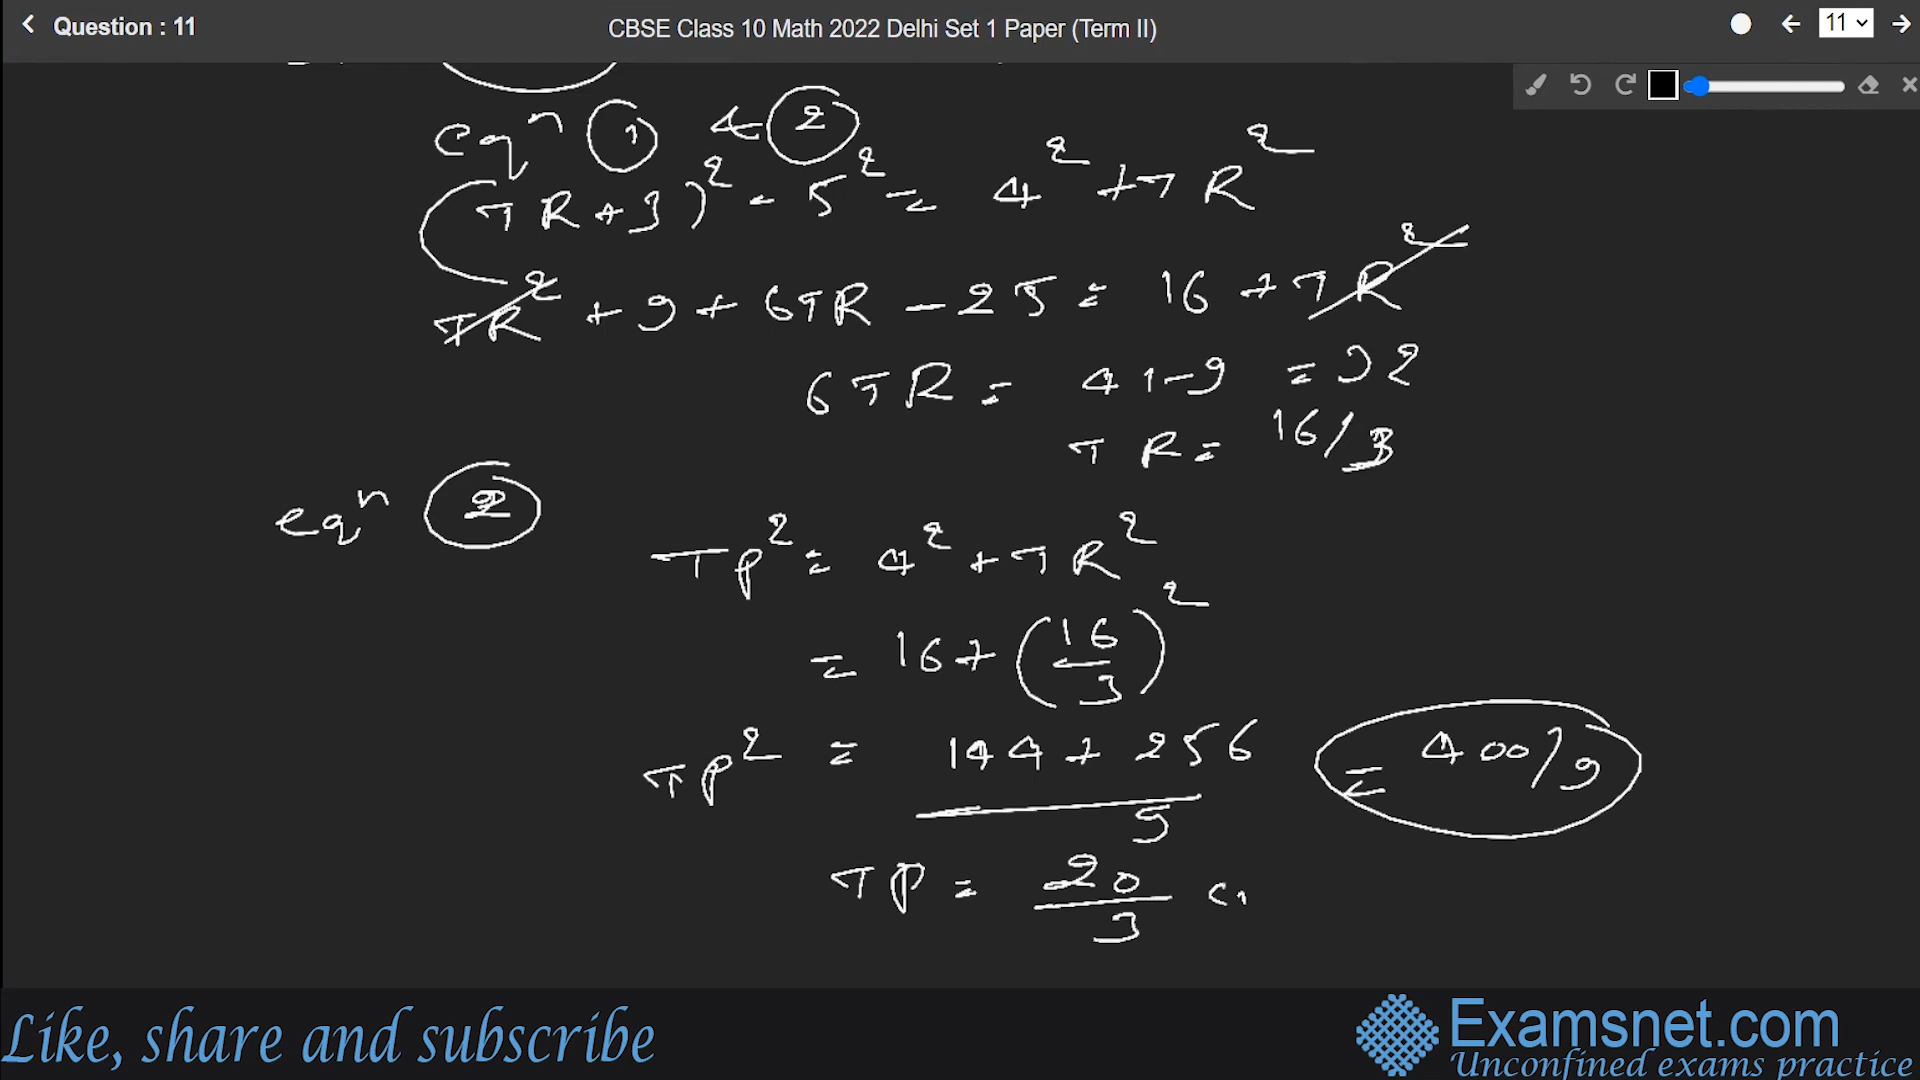 Question : 11
CBSE Class 10 Math 2022 Delhi Set 1 Paper (Term II)
11
eqⁿ ① & ②
(TR+3)² - 5² = 4² + TR²
TR² + 9 + 6TR - 25 = 16 + TR²
6TR = 41-9 = 32
TR = 16/3
eqⁿ ②
TP² = 4² + TR²
= 16 + (16/3)²
TP² = 144 + 256 / 9 = 400/9
TP = 20/3
Like, share and subscribe
Examsnet.com
Unconfined exams practice